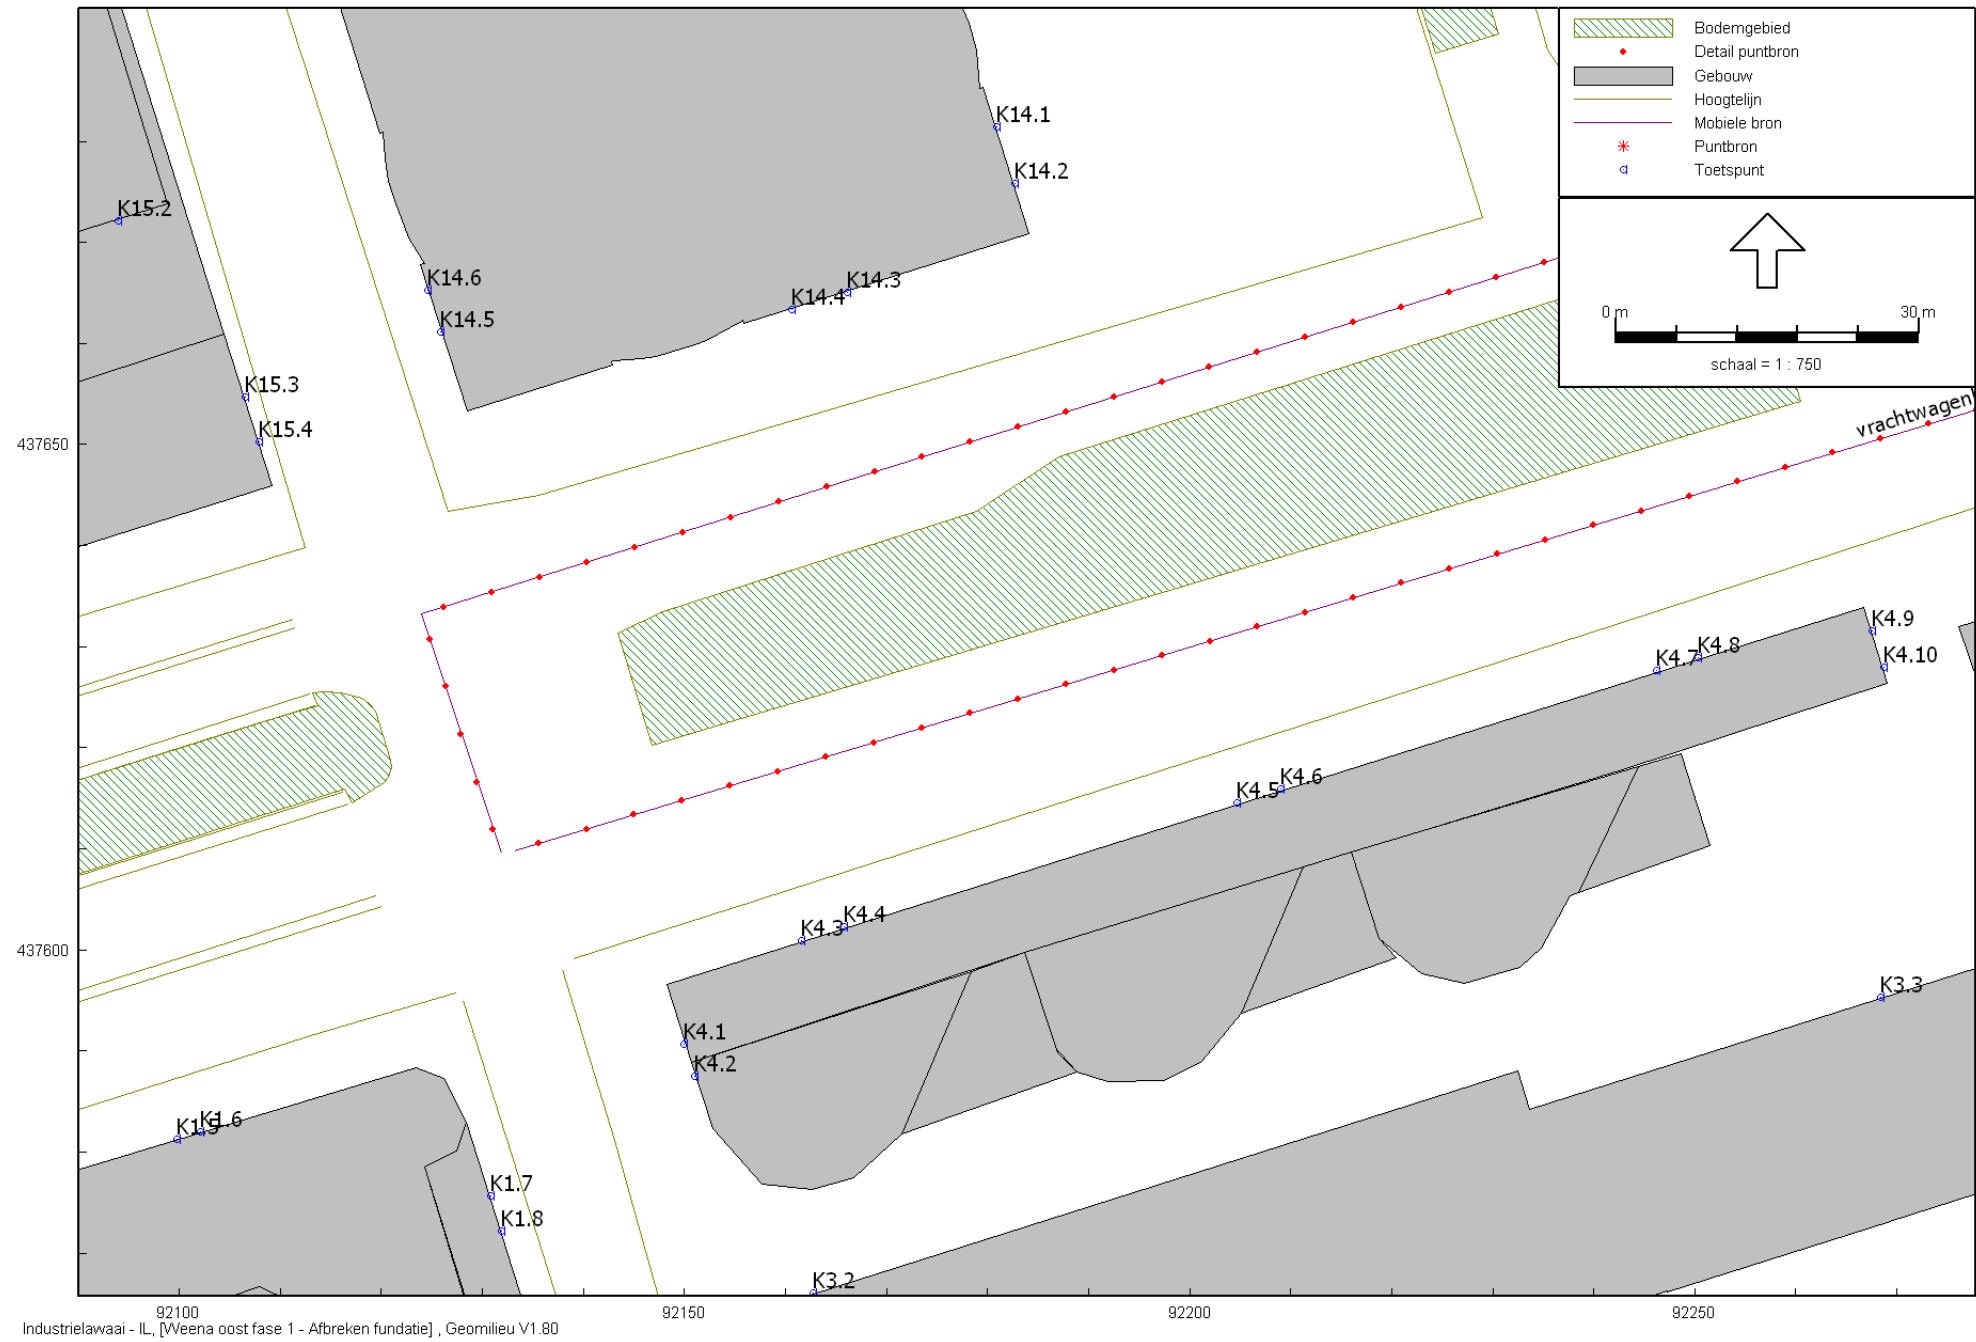 Bodemgebied
Detail puntbron
Gebouw
Hoogtelijn
Mobiele bron
Puntbron
Toetspunt
0 m 30 m
schaal = 1 : 750
K14.1
K14.2
K15.2
K14.6
K14.3
K14.4
K14.5
K15.3
K15.4
437650
vrachtwagen
K4.9
K4.7
K4.8
K4.10
K4.5
K4.6
K4.3
K4.4
437600
K3.3
K4.1
K4.2
K1.5
K1.6
K1.7
K1.8
K3.2
92100 92150 92200 92250
Industrielawaai - IL, [Weena oost fase 1 - Afbreken fundatie] , Geomilieu V1.80